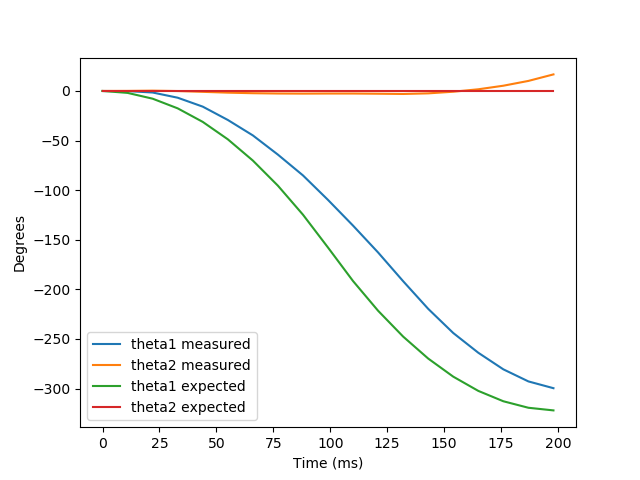 0
−50
−100
−150
−200
−250
−300
Degrees
theta1 measured
theta2 measured
theta1 expected
theta2 expected
0 25 50 75 100 125 150 175 200
Time (ms)